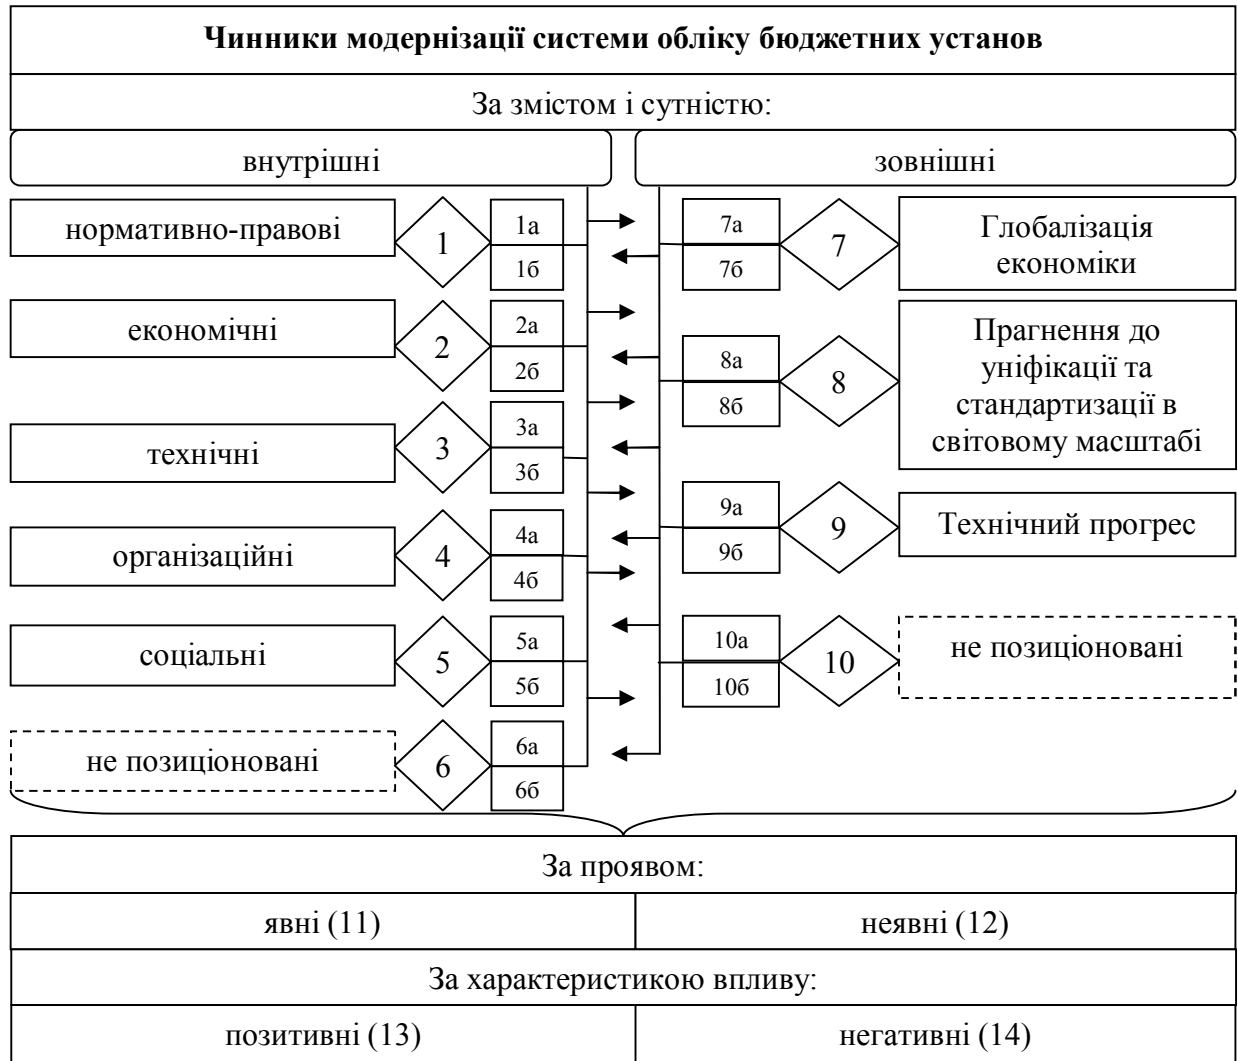 Чинники модернізації системи обліку бюджетних установ
За змістом і сутністю:
внутрішні
зовнішні
нормативно-правові
1
1а
1б
економічні
2
2а
2б
технічні
3
3а
3б
організаційні
4
4а
4б
соціальні
5
5а
5б
не позиціоновані
6
6а
6б
7а
7б
7
Глобалізація
економіки
8а
8б
8
Прагнення до
уніфікації та
стандартизації в
світовому масштабі
9а
9б
9
Технічний прогрес
10а
10б
10
не позиціоновані
За проявом:
явні (11)
неявні (12)
За характеристикою впливу:
позитивні (13)
негативні (14)